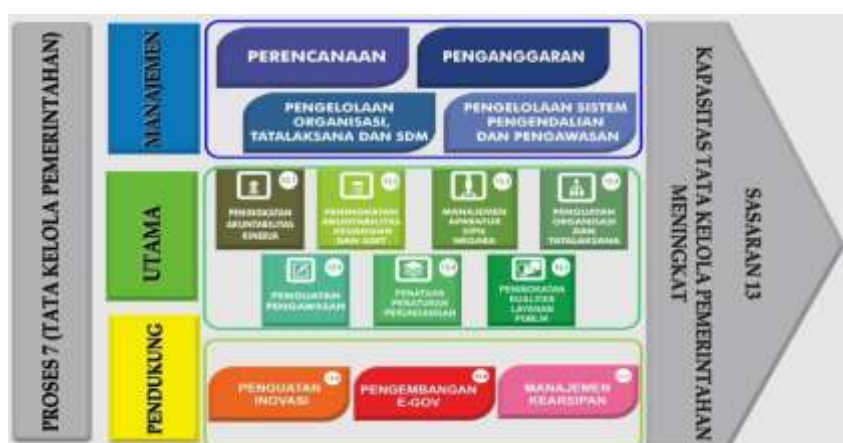 PROSES 7 (TATA KELOLA PEMERINTAHAN)
MANAJEMEN
PERENCANAAN
PENGANGGARAN
PENGELOLAAN
ORGANISASI,
TATALAKSANA DAN SDM
PENGELOLAAN SISTEM
PENGENDALIAN
DAN PENGAWASAN
UTAMA
PENINGKATAN
AKUNTABILITAS
KINERJA
PENINGKATAN
AKUNTABILITAS
KEUANGAN
DAN ASET
MANAJEMEN
APARATUR
SIPIL
NEGARA
PENGUATAN
ORGANISASI
DAN
TATALAKSANA
PENGUATAN
PENGAWASAN
PENATAAN
PERATURAN
PERUNDANGAN
PENINGKATAN
KUALITAS
LAYANAN
PUBLIK
PENDUKUNG
PENGUATAN
INOVASI
PENGEMBANGAN
E-GOV
MANAJEMEN
KEARSIPAN
SASARAN 13
KAPASITAS TATA KELOLA PEMERINTAHAN
MENINGKAT